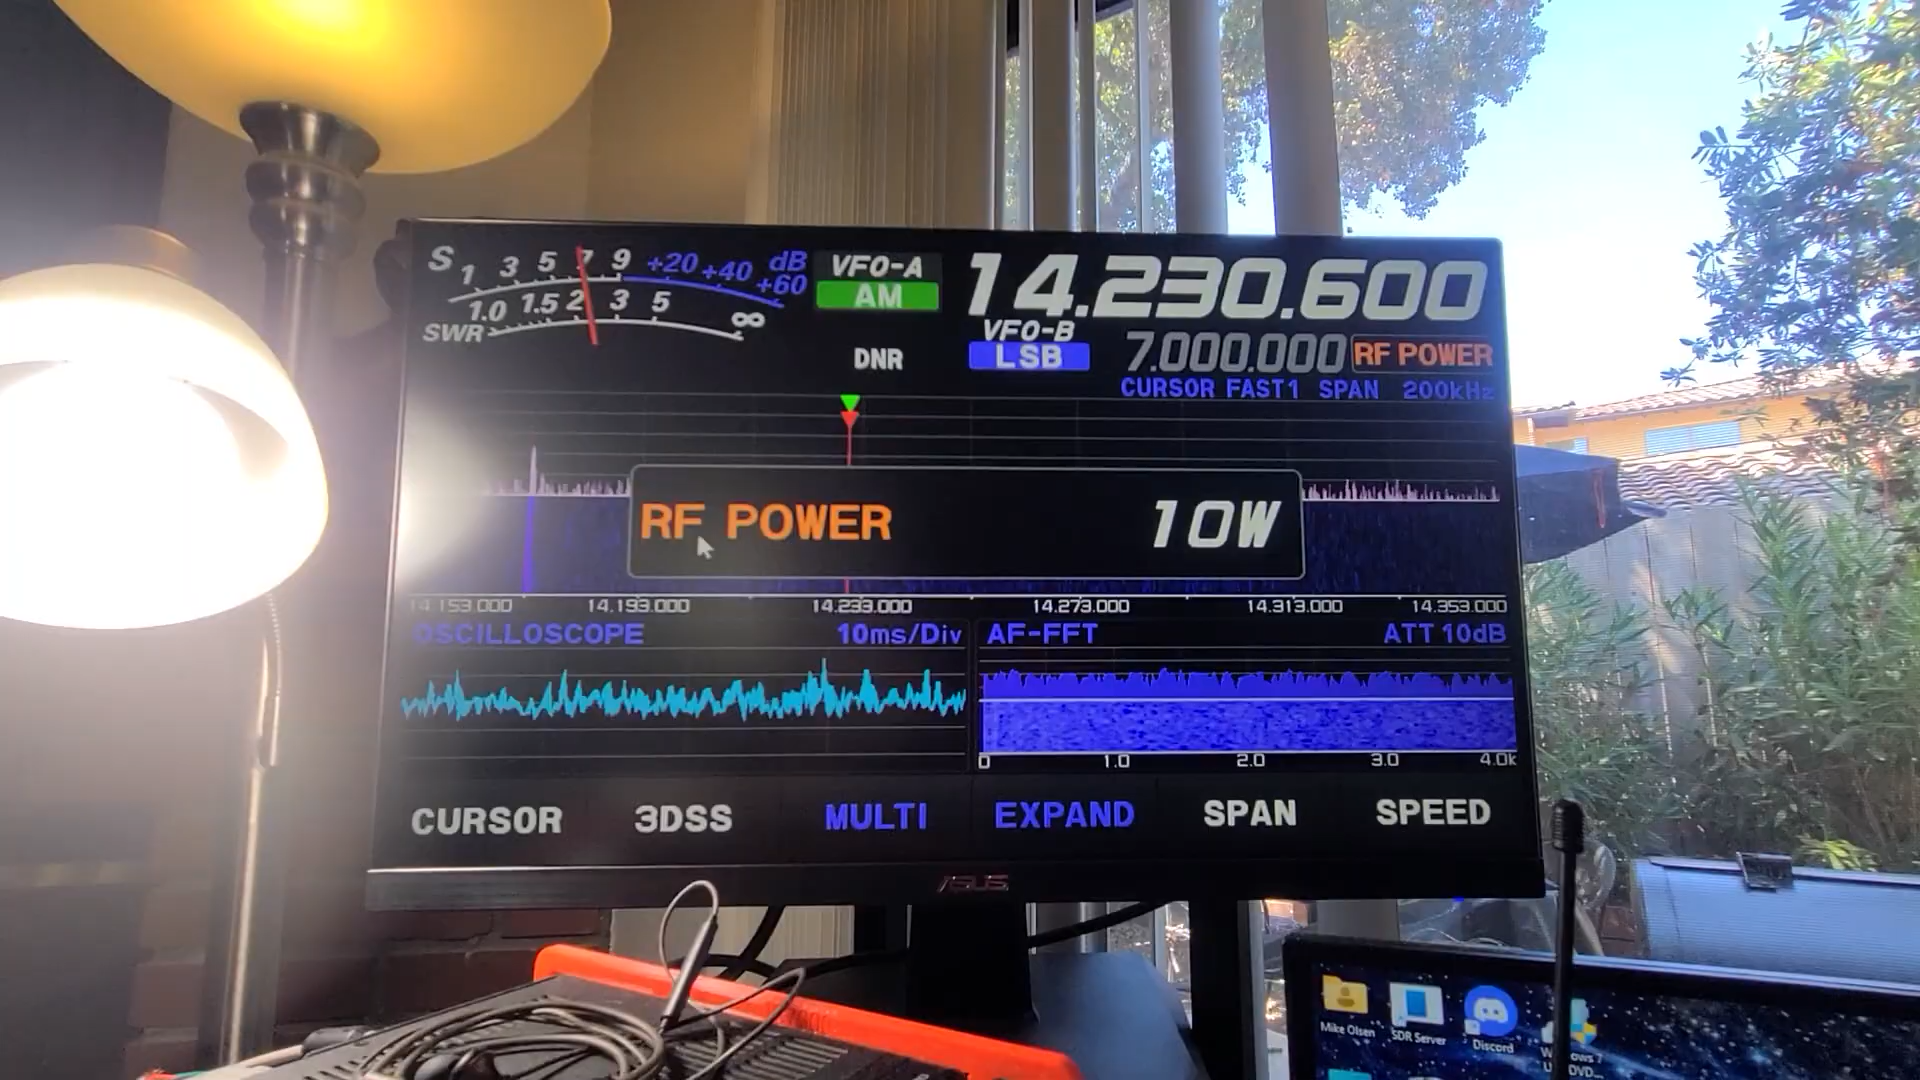 S 1 3 5 7 9 +20 +40 +60 dB
SWR 1.0 1.5 2 3 5 ∞
VFO-A
AM
14.230.600
VFO-B
LSB
7.000.000
RF POWER
DNR
CURSOR FAST1 SPAN 200kHz
RF POWER 10W
14.153.000 14.193.000 14.233.000 14.273.000 14.313.000 14.353.000
OSCILLOSCOPE 10ms/Div
AF-FFT ATT 10dB
0 1.0 2.0 3.0 4.0k
CURSOR 3DSS MULTI EXPAND SPAN SPEED
ASUS
Mike Olsen
SDR Server
Discord